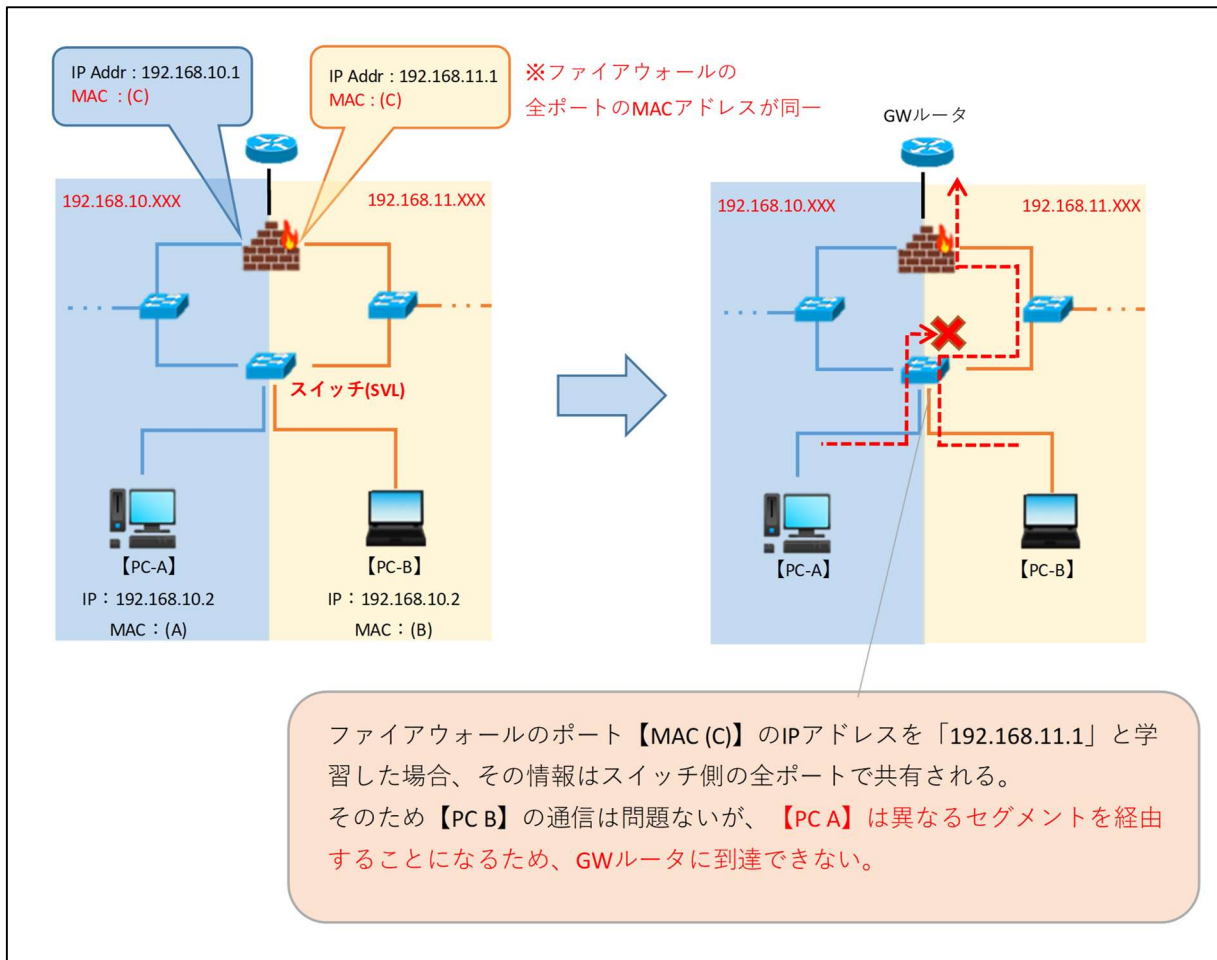 IP Addr : 192.168.10.1
MAC : (C)
IP Addr : 192.168.11.1
MAC : (C)
※ファイアウォールの
全ポートのMACアドレスが同一
192.168.10.XXX
192.168.11.XXX
スイッチ(SVL)
【PC-A】
IP：192.168.10.2
MAC：(A)
【PC-B】
IP：192.168.10.2
MAC：(B)
GWルータ
192.168.10.XXX
192.168.11.XXX
【PC-A】
【PC-B】
ファイアウォールのポート【MAC (C)】のIPアドレスを「192.168.11.1」と学
習した場合、その情報はスイッチ側の全ポートで共有される。
そのため【PC B】の通信は問題ないが、【PC A】は異なるセグメントを経由
することになるため、GWルータに到達できない。